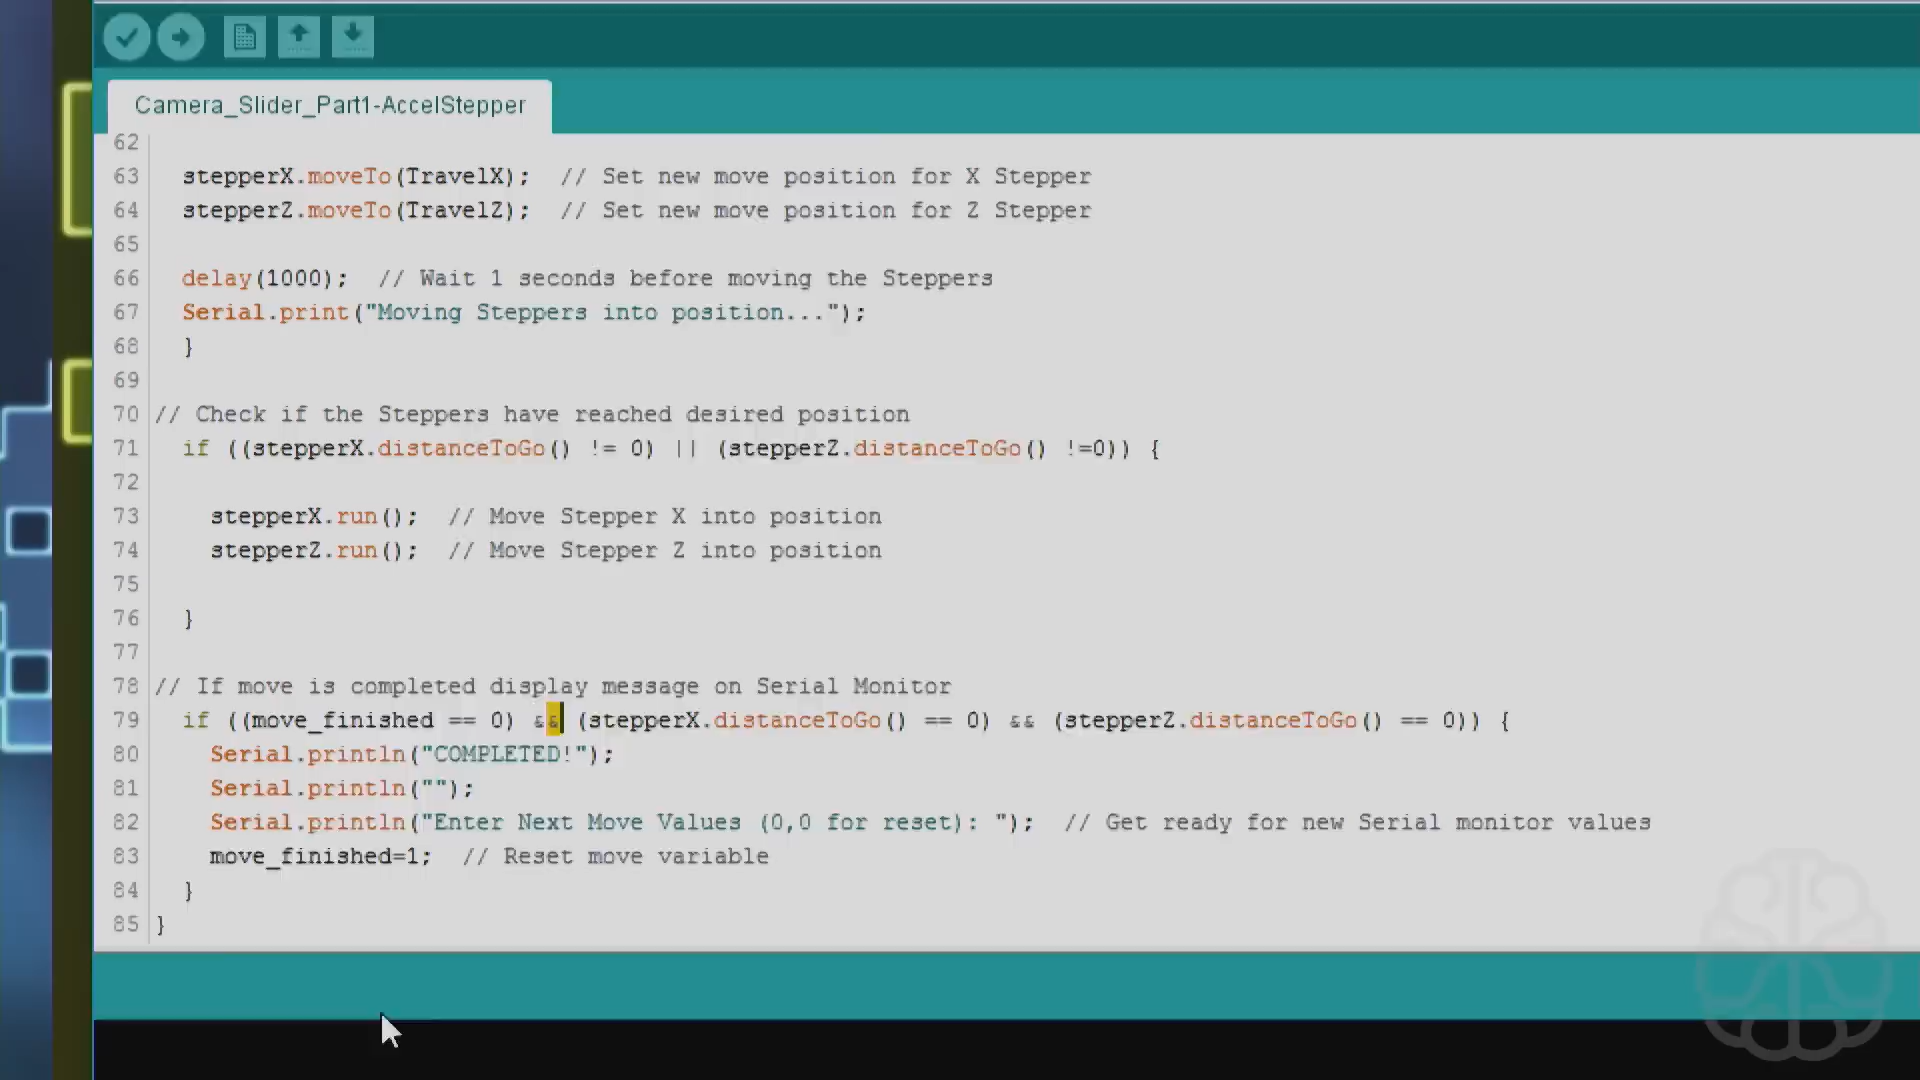 Camera_Slider_Part1-AccelStepper
62
63 stepperX.moveTo(TravelX); // Set new move position for X Stepper
64 stepperZ.moveTo(TravelZ); // Set new move position for Z Stepper
65
66 delay(1000); // Wait 1 seconds before moving the Steppers
67 Serial.print("Moving Steppers into position...");
68 }
69
70 // Check if the Steppers have reached desired position
71 if ((stepperX.distanceToGo() != 0) || (stepperZ.distanceToGo() !=0)) {
72
73 stepperX.run(); // Move Stepper X into position
74 stepperZ.run(); // Move Stepper Z into position
75
76 }
77
78 // If move is completed display message on Serial Monitor
79 if ((move_finished == 0) && (stepperX.distanceToGo() == 0) && (stepperZ.distanceToGo() == 0)) {
80 Serial.println("COMPLETED!");
81 Serial.println("");
82 Serial.println("Enter Next Move Values (0,0 for reset): "); // Get ready for new Serial monitor values
83 move_finished=1; // Reset move variable
84 }
85 }